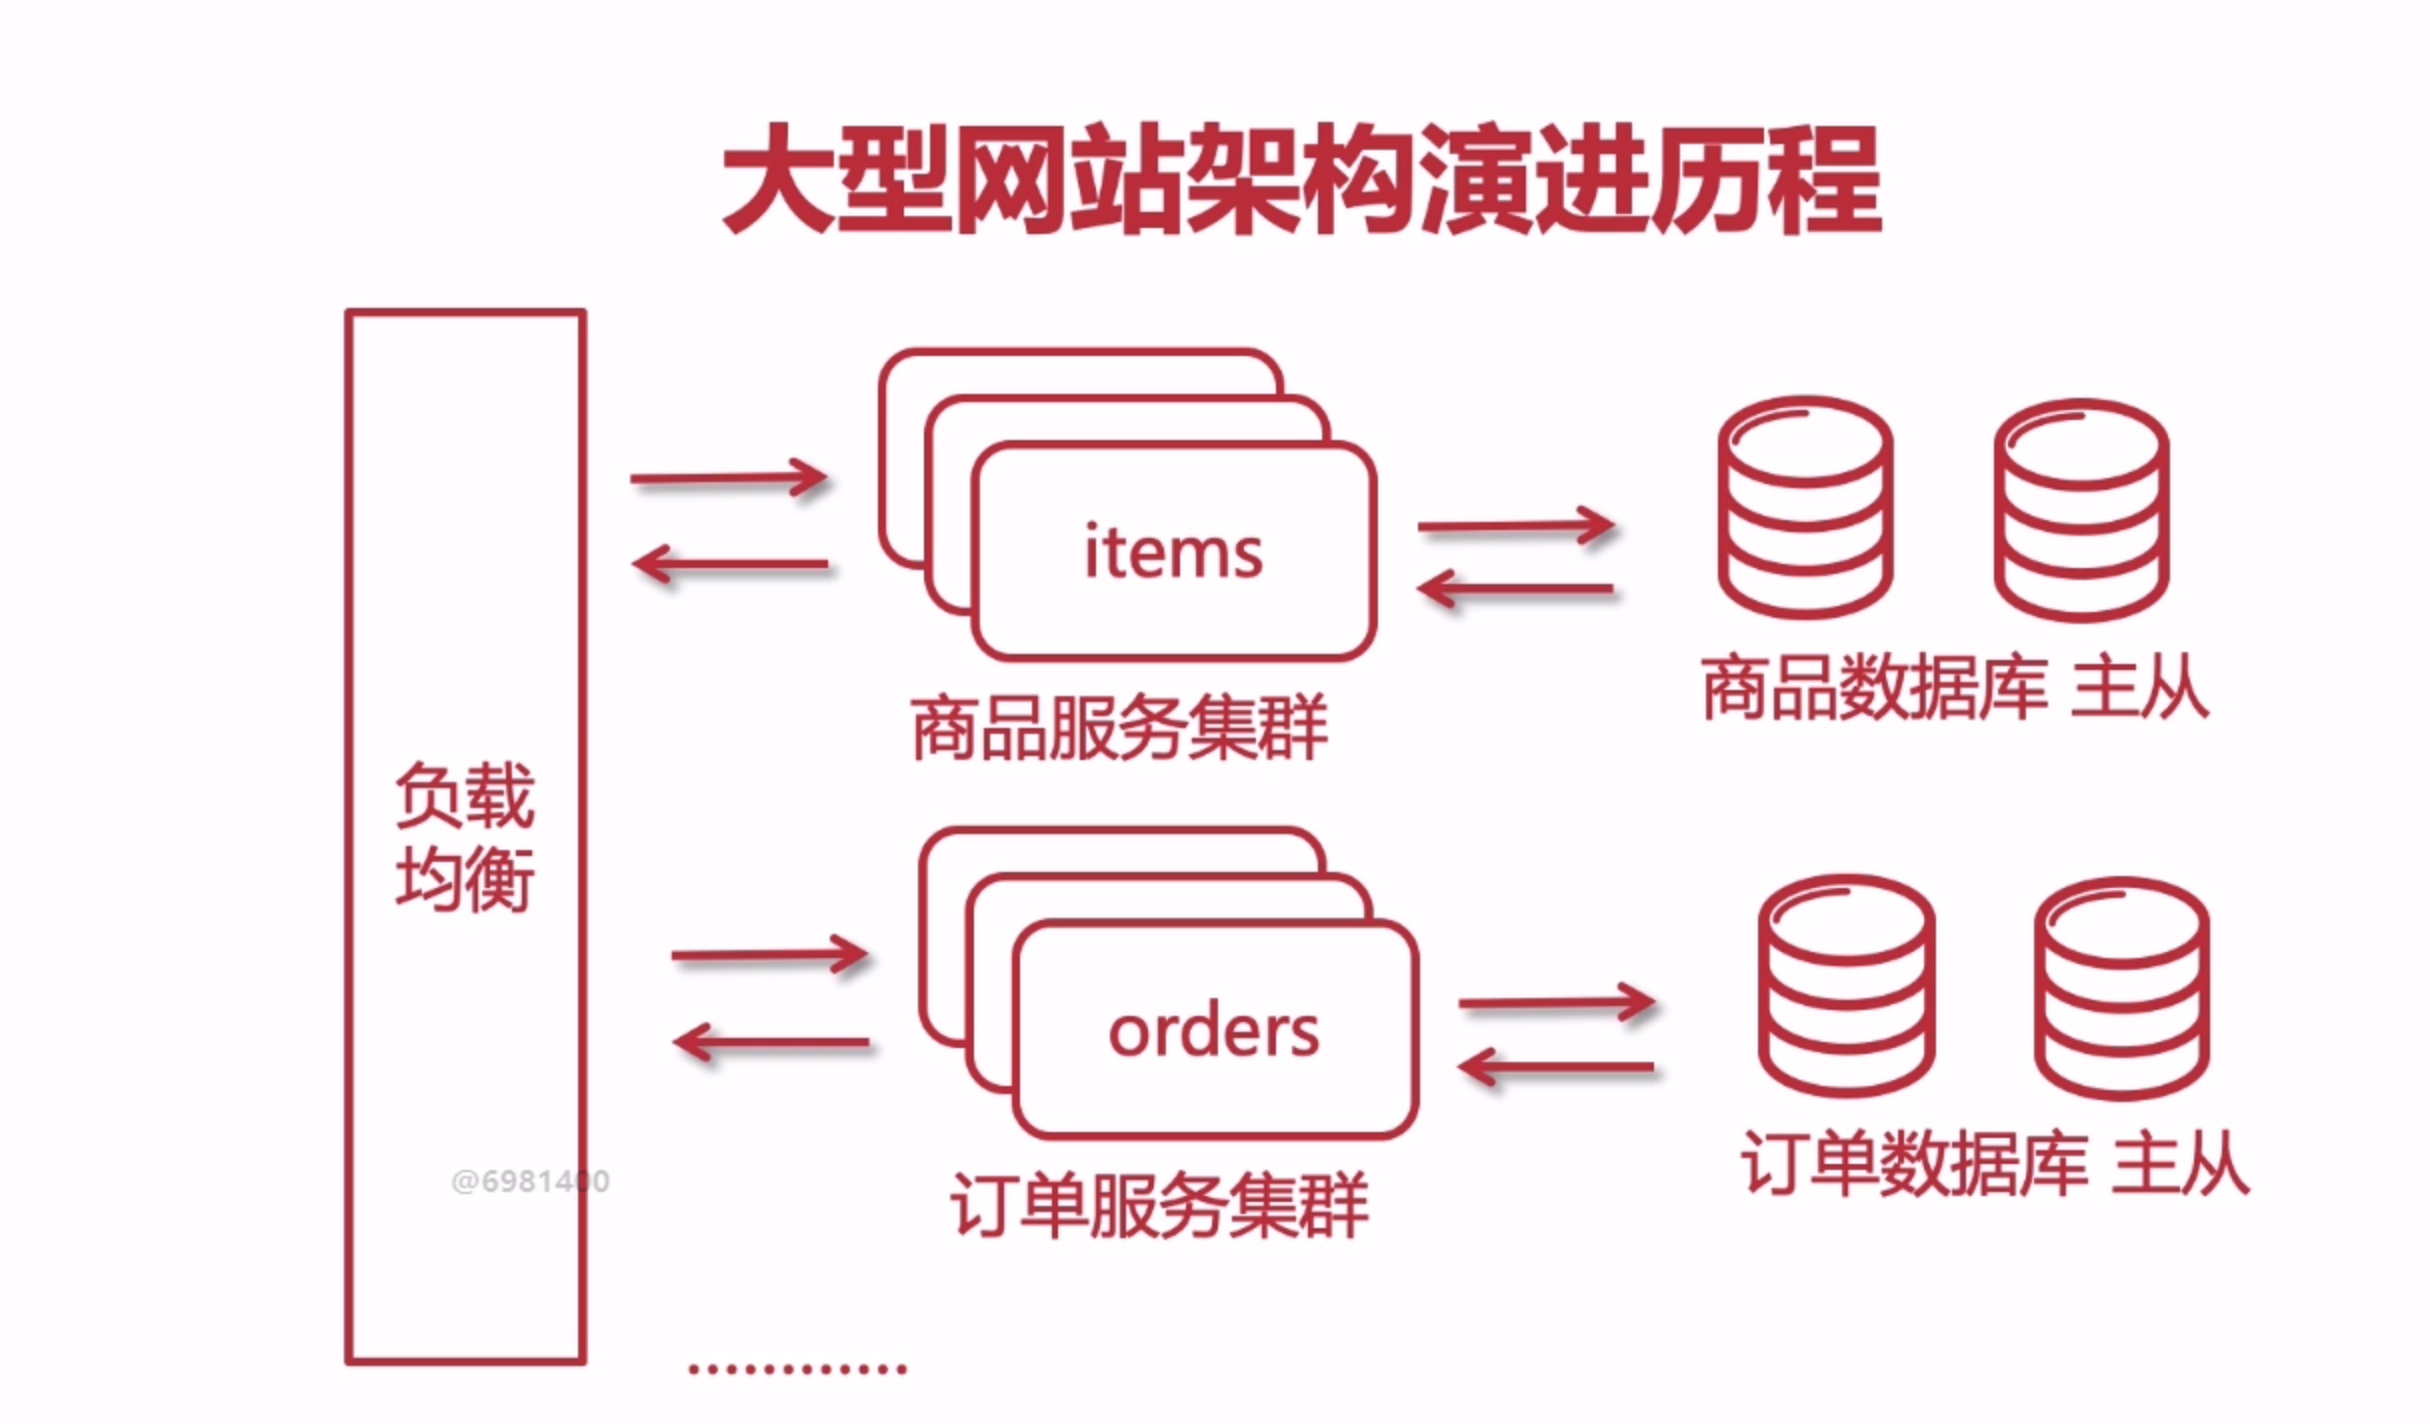 大型网站架构演进历程
负载
均衡
items
商品服务集群
商品数据库 主从
orders
订单服务集群
订单数据库 主从
@6981400
............